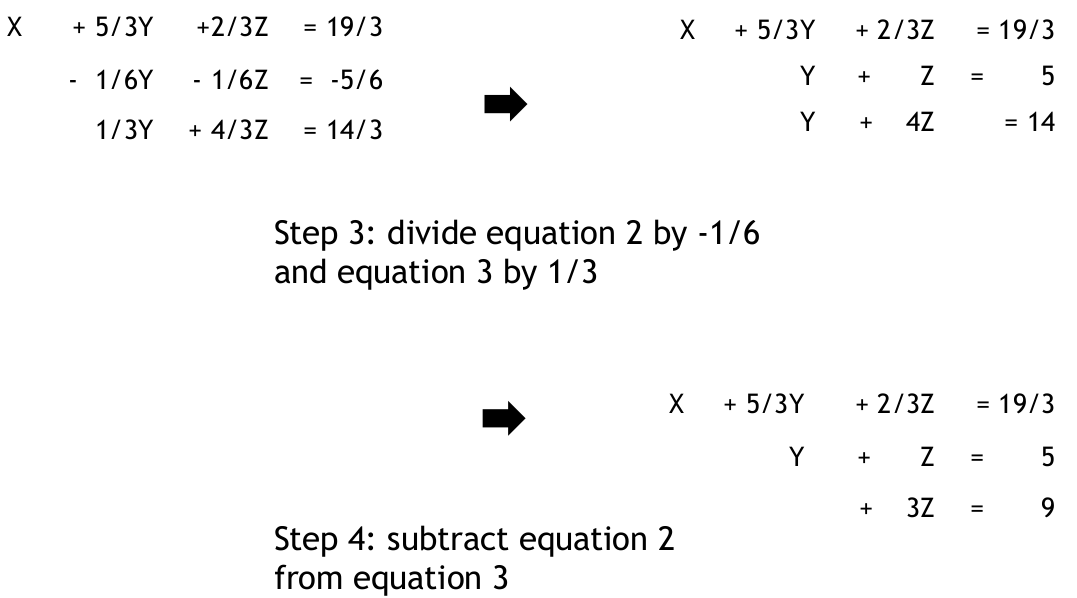 X + 5/3Y +2/3Z = 19/3
- 1/6Y - 1/6Z = -5/6
1/3Y + 4/3Z = 14/3
X + 5/3Y + 2/3Z = 19/3
Y + Z = 5
Y + 4Z = 14
Step 3: divide equation 2 by -1/6
and equation 3 by 1/3
X + 5/3Y + 2/3Z = 19/3
Y + Z = 5
+ 3Z = 9
Step 4: subtract equation 2
from equation 3